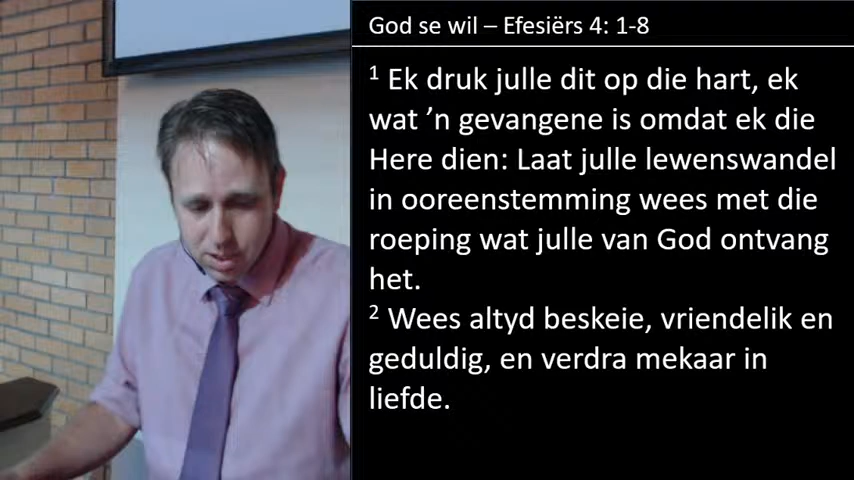 God se wil – Efesiërs 4: 1-8
1 Ek druk julle dit op die hart, ek
wat ’n gevangene is omdat ek die
Here dien: Laat julle lewenswandel
in ooreenstemming wees met die
roeping wat julle van God ontvang
het.
2 Wees altyd beskeie, vriendelik en
geduldig, en verdra mekaar in
liefde.